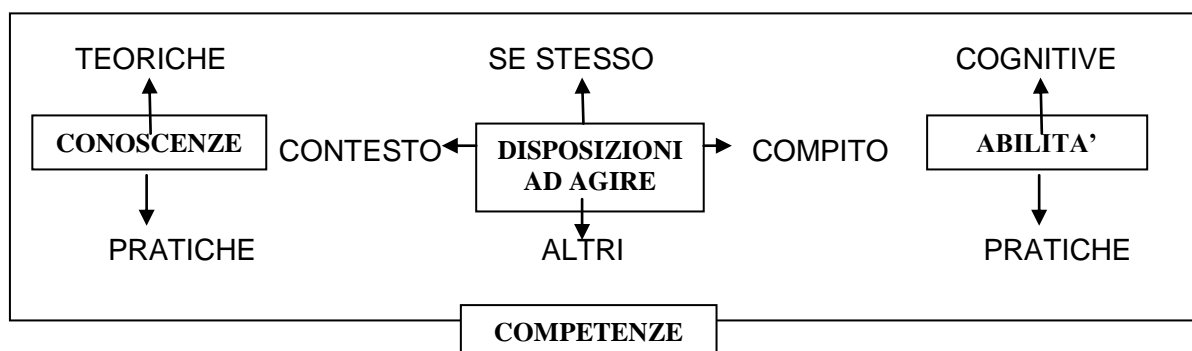 TEORICHE
SE STESSO
COGNITIVE
CONOSCENZE
CONTESTO
DISPOSIZIONI
AD AGIRE
COMPITO
ABILITA’
PRATICHE
ALTRI
PRATICHE
COMPETENZE